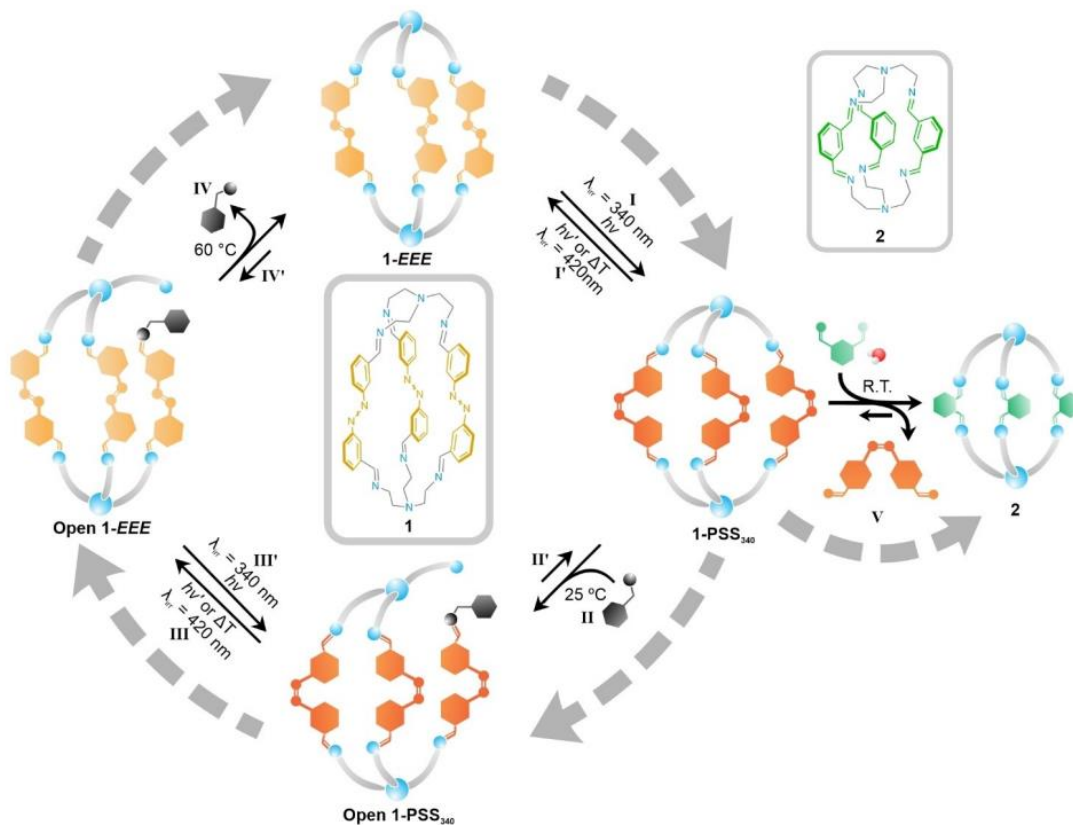 1-EEE
IV
60 °C
IV'
I
λirr = 340 nm
hν
hν' or ΔT
λirr = 420nm
I'
N
N
N
N
N
N
N
N
2
Open 1-EEE
N
N
N
N
N
N
N
N
N
N
N
N
N
N
1
1-PSS340
R.T.
V
2
III'
λirr = 340 nm
hν
hν' or ΔT
λirr = 420 nm
III
II'
25 °C
II
Open 1-PSS340